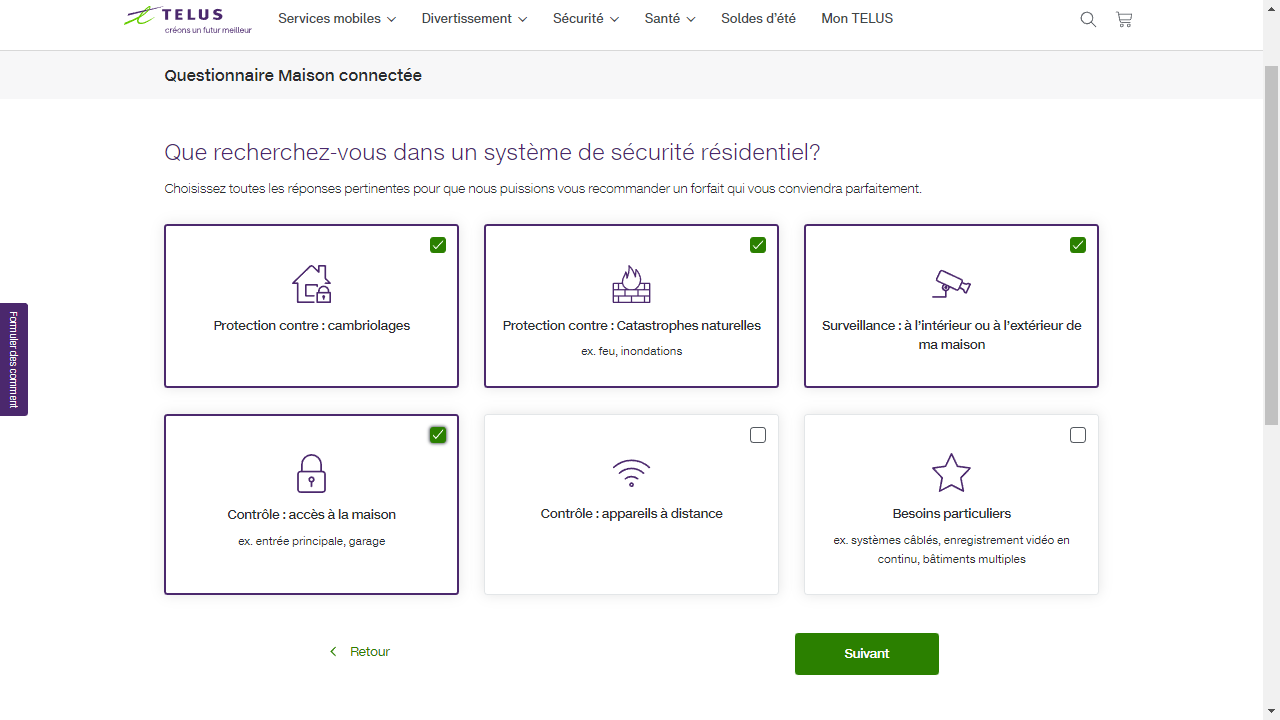 TELUS
créons un futur meilleur
Services mobiles
Divertissement
Sécurité
Santé
Soldes d'été
Mon TELUS
Questionnaire Maison connectée
Que recherchez-vous dans un système de sécurité résidentiel?
Choisissez toutes les réponses pertinentes pour que nous puissions vous recommander un forfait qui vous conviendra parfaitement.
Protection contre : cambriolages
Protection contre : Catastrophes naturelles
ex. feu, inondations
Surveillance : à l'intérieur ou à l'extérieur de
ma maison
Formuler des comment
Contrôle : accès à la maison
ex. entrée principale, garage
Contrôle : appareils à distance
Besoins particuliers
ex. systèmes câblés, enregistrement vidéo en
continu, bâtiments multiples
Retour
Suivant